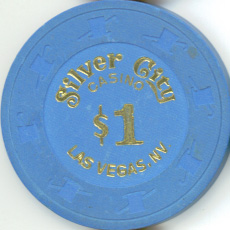 Silver City
CASINO
$1
LAS VEGAS, NV.